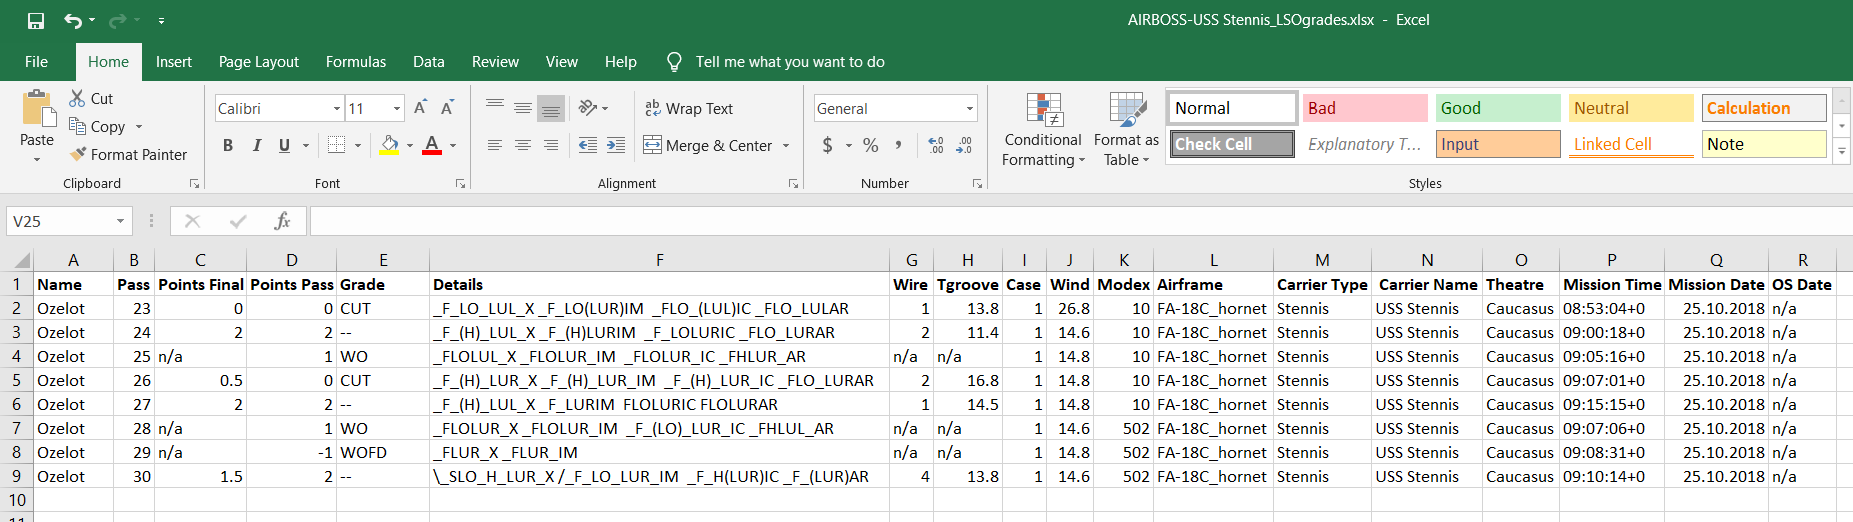 AIRBOSS-USS Stennis_LSOgrades.xlsx - Excel
File Home Insert Page Layout Formulas Data Review View Help Tell me what you want to do
Paste Cut Copy Format Painter
Calibri 11
B I U A A A
ab Wrap Text
Merge & Center
General
$ % , .0 .00 .00 .0
Conditional Formatting
Format as Table
Normal Bad Good Neutral Calculation
Check Cell Explanatory T... Input Linked Cell Note
Clipboard Font Alignment Number Styles
V25 fx
A B C D E F G H I J K L M N O P Q R
1 Name Pass Points Final Points Pass Grade Details Wire Tgroove Case Wind Modex Airframe Carrier Type Carrier Name Theatre Mission Time Mission Date OS Date
2 Ozelot 23 0 0 CUT _F_LO_LUL_X _F_LO(LUR)IM _FLO_(LUL)IC _FLO_LULAR 1 13.8 1 26.8 10 FA-18C_hornet Stennis USS Stennis Caucasus 08:53:04+0 25.10.2018 n/a
3 Ozelot 24 2 2 -- _F_(H)_LUL_X _F_(H)LURIM _F_LOLURIC _FLO_LURAR 2 11.4 1 14.6 10 FA-18C_hornet Stennis USS Stennis Caucasus 09:00:18+0 25.10.2018 n/a
4 Ozelot 25 n/a 1 WO _FLOLUL_X _FLOLUR_IM _FLOLUR_IC _FHLUR_AR n/a n/a 1 14.8 10 FA-18C_hornet Stennis USS Stennis Caucasus 09:05:16+0 25.10.2018 n/a
5 Ozelot 26 0.5 0 CUT _F_(H)_LUR_X _F_(H)_LUR_IM _F_(H)_LUR_IC _FLO_LURAR 2 16.8 1 14.8 10 FA-18C_hornet Stennis USS Stennis Caucasus 09:07:01+0 25.10.2018 n/a
6 Ozelot 27 2 2 -- _F_(H)_LUL_X _F_LURIM FLOLURIC FLOLURAR 1 14.5 1 14.8 10 FA-18C_hornet Stennis USS Stennis Caucasus 09:15:15+0 25.10.2018 n/a
7 Ozelot 28 n/a 1 WO _FLOLUR_X _FLOLUR_IM _F_(LO)_LUR_IC _FHLUL_AR n/a n/a 1 14.6 502 FA-18C_hornet Stennis USS Stennis Caucasus 09:07:06+0 25.10.2018 n/a
8 Ozelot 29 n/a -1 WOFD _FLUR_X _FLUR_IM n/a n/a 1 14.8 502 FA-18C_hornet Stennis USS Stennis Caucasus 09:08:31+0 25.10.2018 n/a
9 Ozelot 30 1.5 2 -- \_SLO_H_LUR_X /_F_LO_LUR_IM _F_H(LUR)IC _F_(LUR)AR 4 13.8 1 14.6 502 FA-18C_hornet Stennis USS Stennis Caucasus 09:10:14+0 25.10.2018 n/a
10